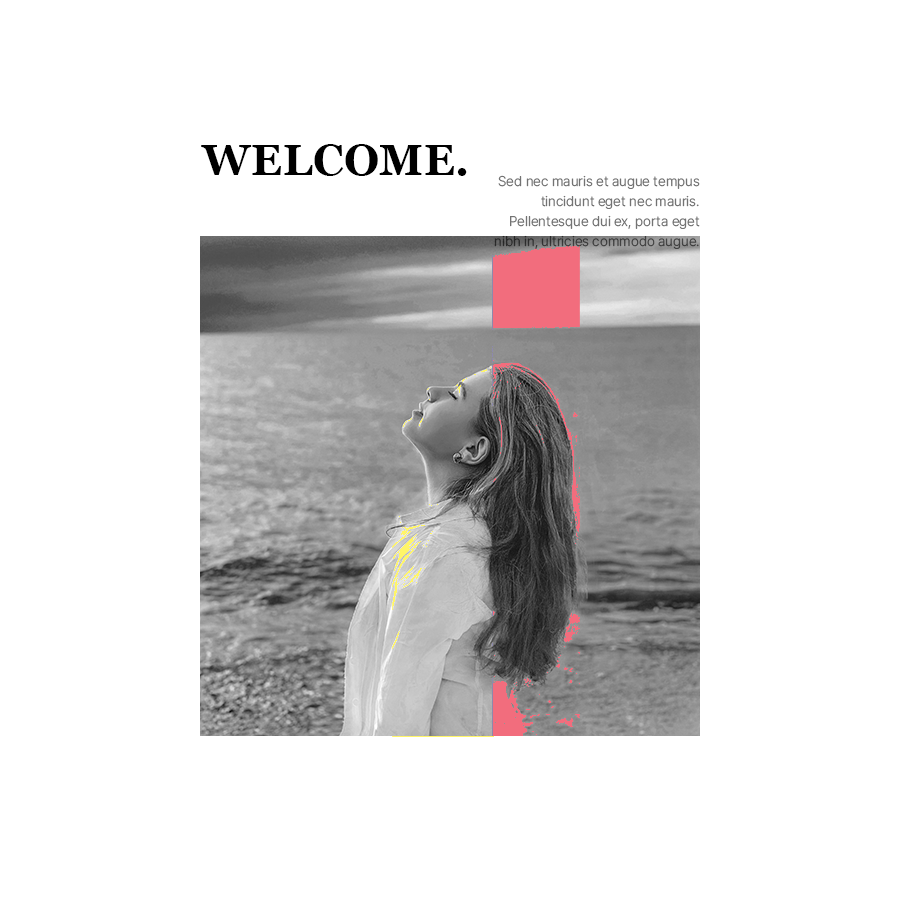 WELCOME.
Sed nec mauris et augue tempus
tincidunt eget nec mauris.
Pellentesque dui ex, porta eget
nibh in, ultricies commodo augue.